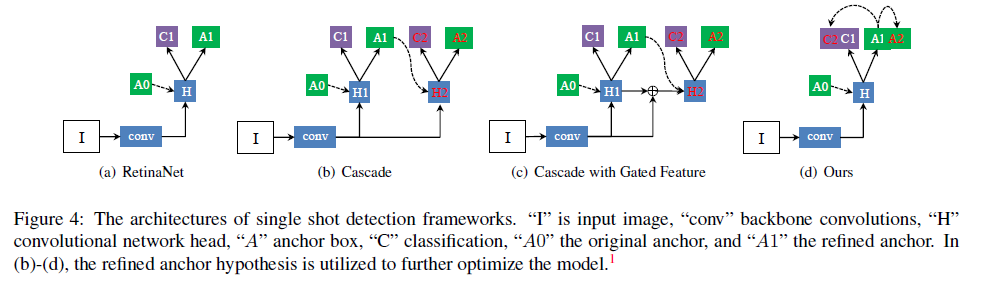 C1 A1 C1 A1 C2 A2 C1 A1 C2 A2 C2 C1 A1 A2
A0 H A0 H1 H2 A0 H1 H2 A0 H
I conv I conv I conv I conv
(a) RetinaNet (b) Cascade (c) Cascade with Gated Feature (d) Ours
Figure 4: The architectures of single shot detection frameworks. “I” is input image, “conv” backbone convolutions, “H”
convolutional network head, “A” anchor box, “C” classification, “A0” the original anchor, and “A1” the refined anchor. In
(b)-(d), the refined anchor hypothesis is utilized to further optimize the model.1